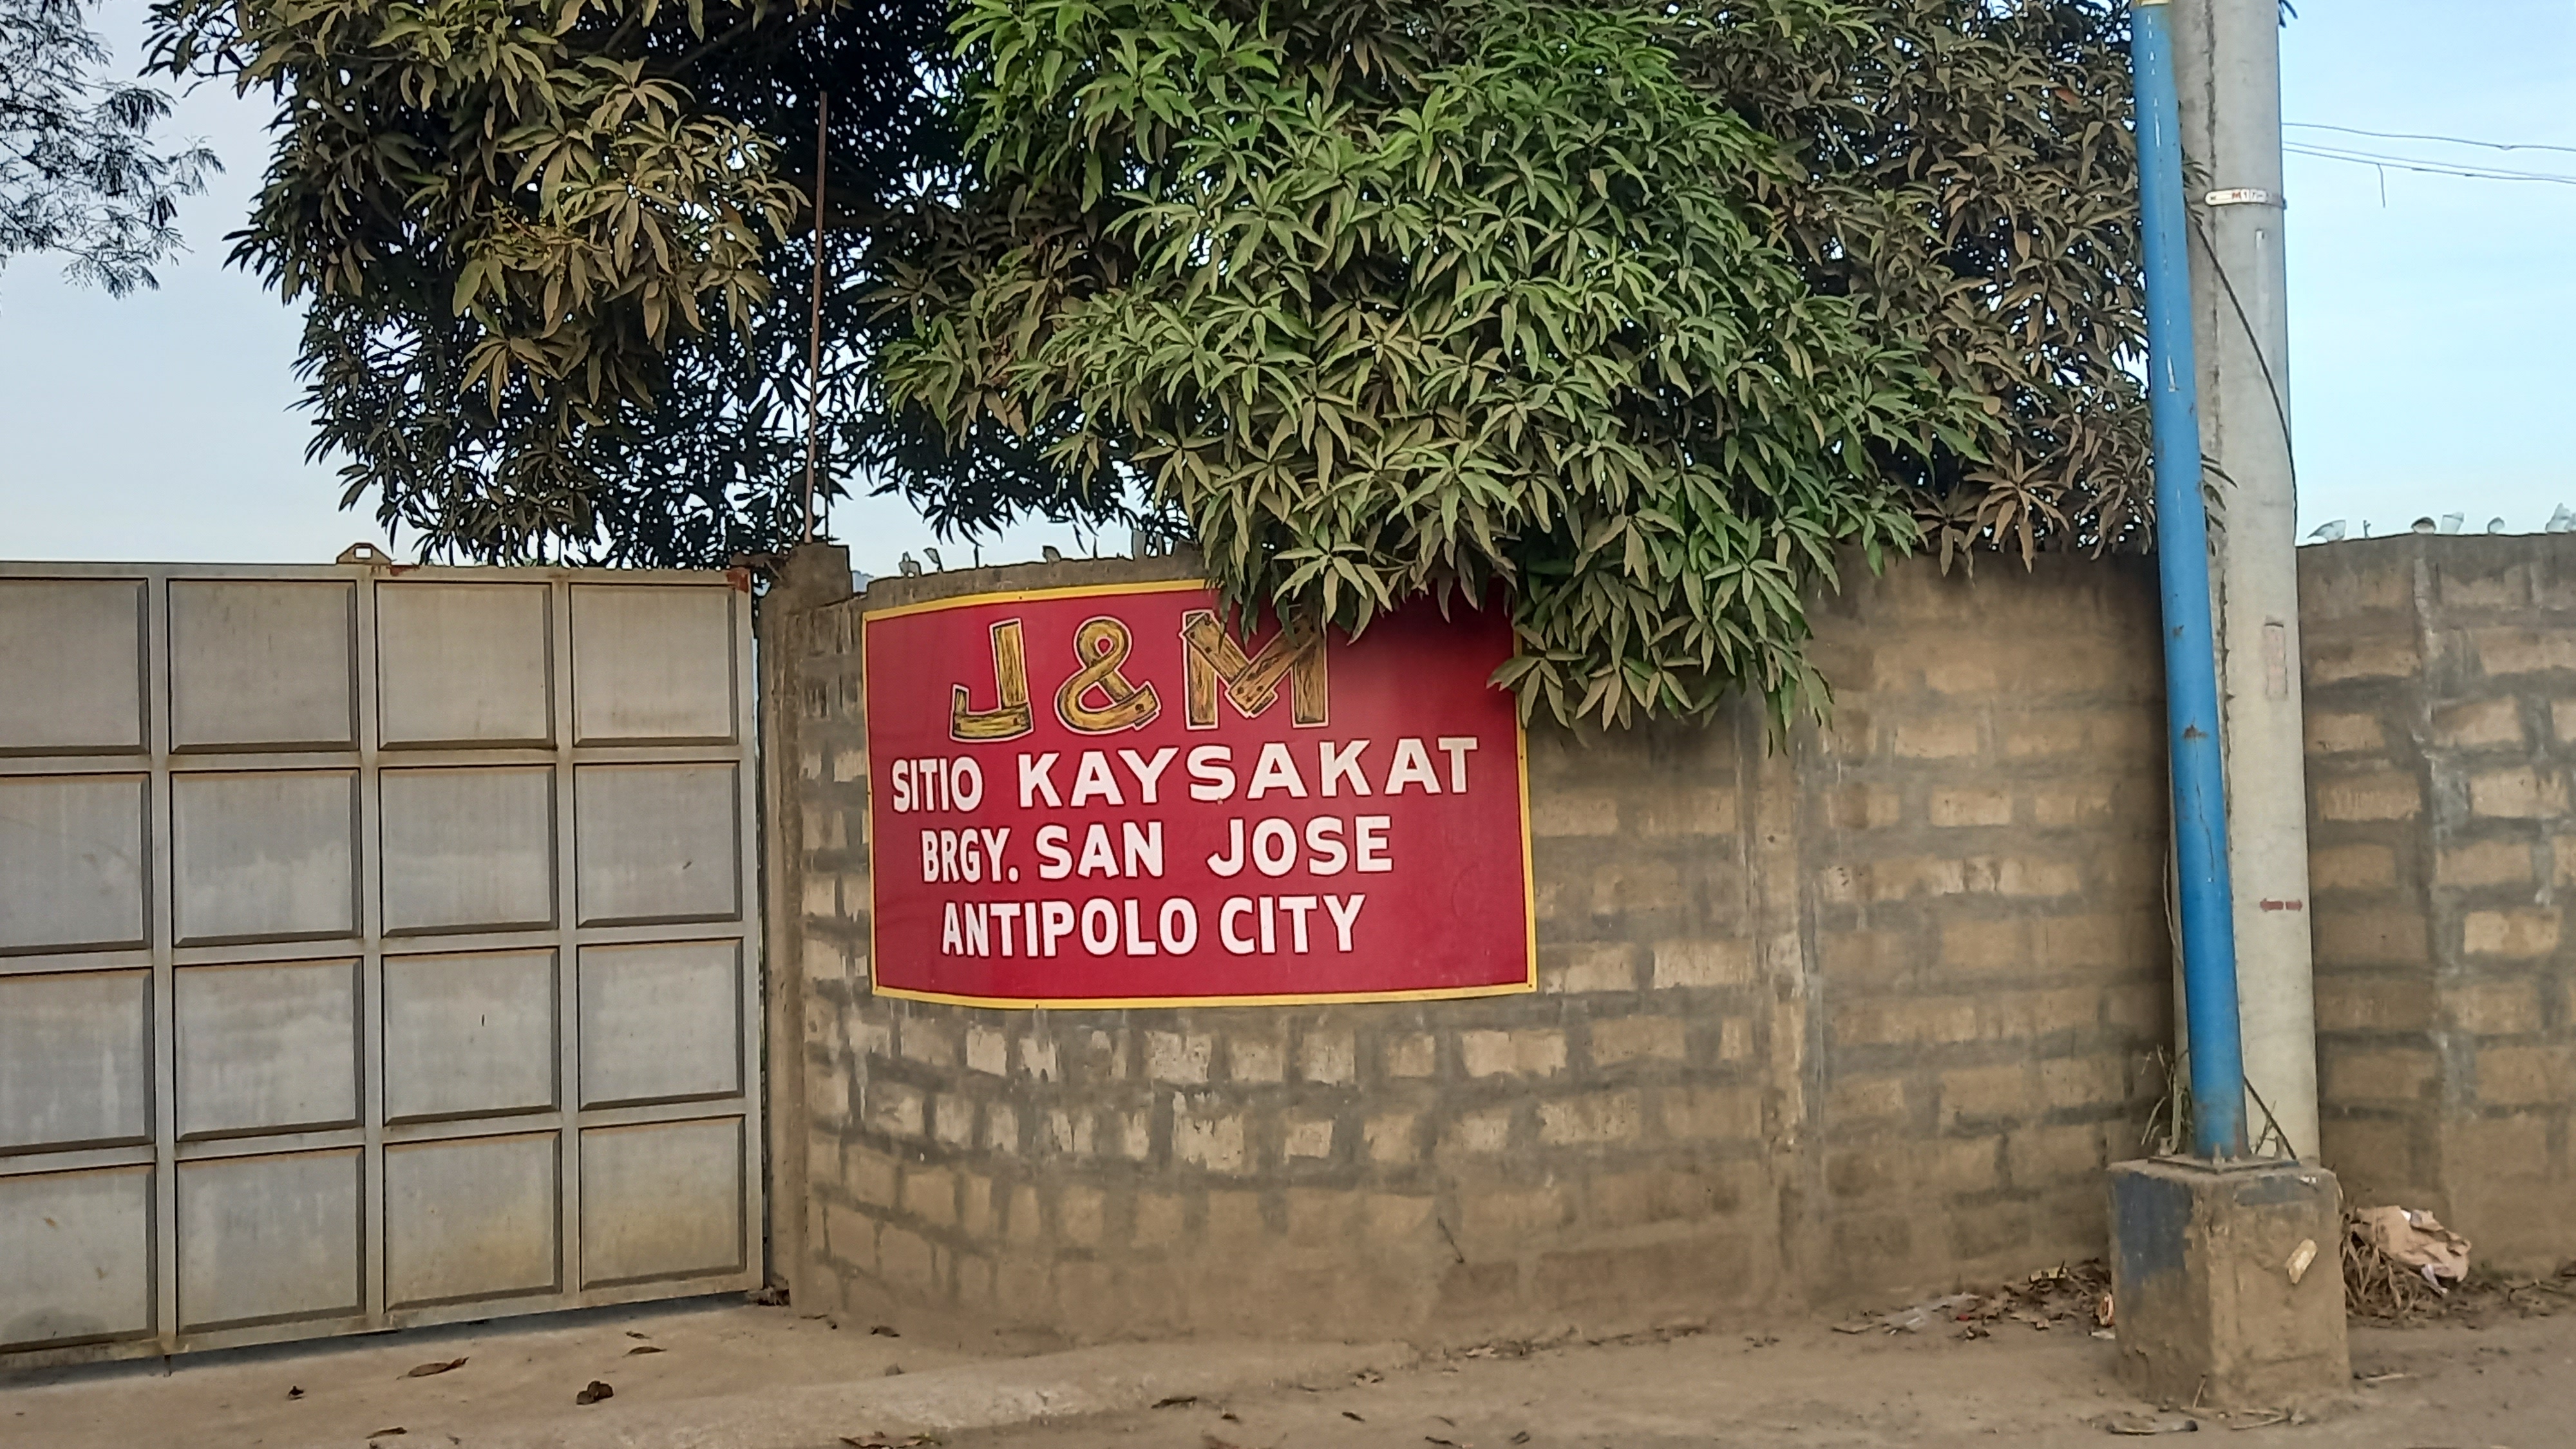 J&M
SITIO KAYSAKAT
BRGY. SAN JOSE
ANTIPOLO CITY